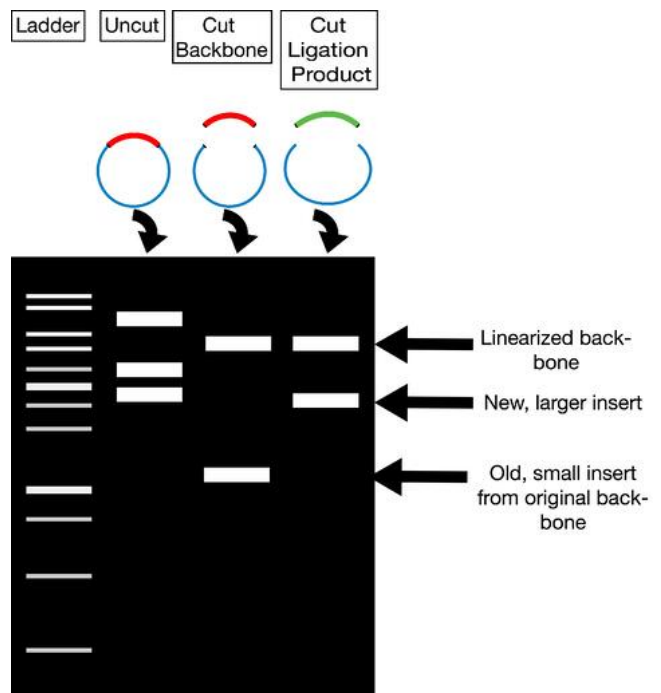 Ladder
Uncut
Cut
Backbone
Cut
Ligation
Product
Linearized back-
bone
New, larger insert
Old, small insert
from original back-
bone